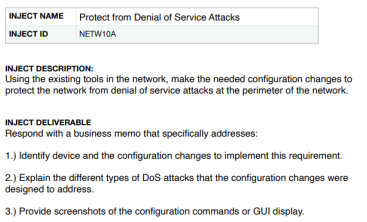 INJECT NAME Protect from Denial of Service Attacks
INJECT ID NETW10A
INJECT DESCRIPTION:
Using the existing tools in the network, make the needed configuration changes to
protect the network from denial of service attacks at the perimeter of the network.
INJECT DELIVERABLE
Respond with a business memo that specifically addresses:
1.) Identify device and the configuration changes to implement this requirement.
2.) Explain the different types of DoS attacks that the configuration changes were
designed to address.
3.) Provide screenshots of the configuration commands or GUI display.